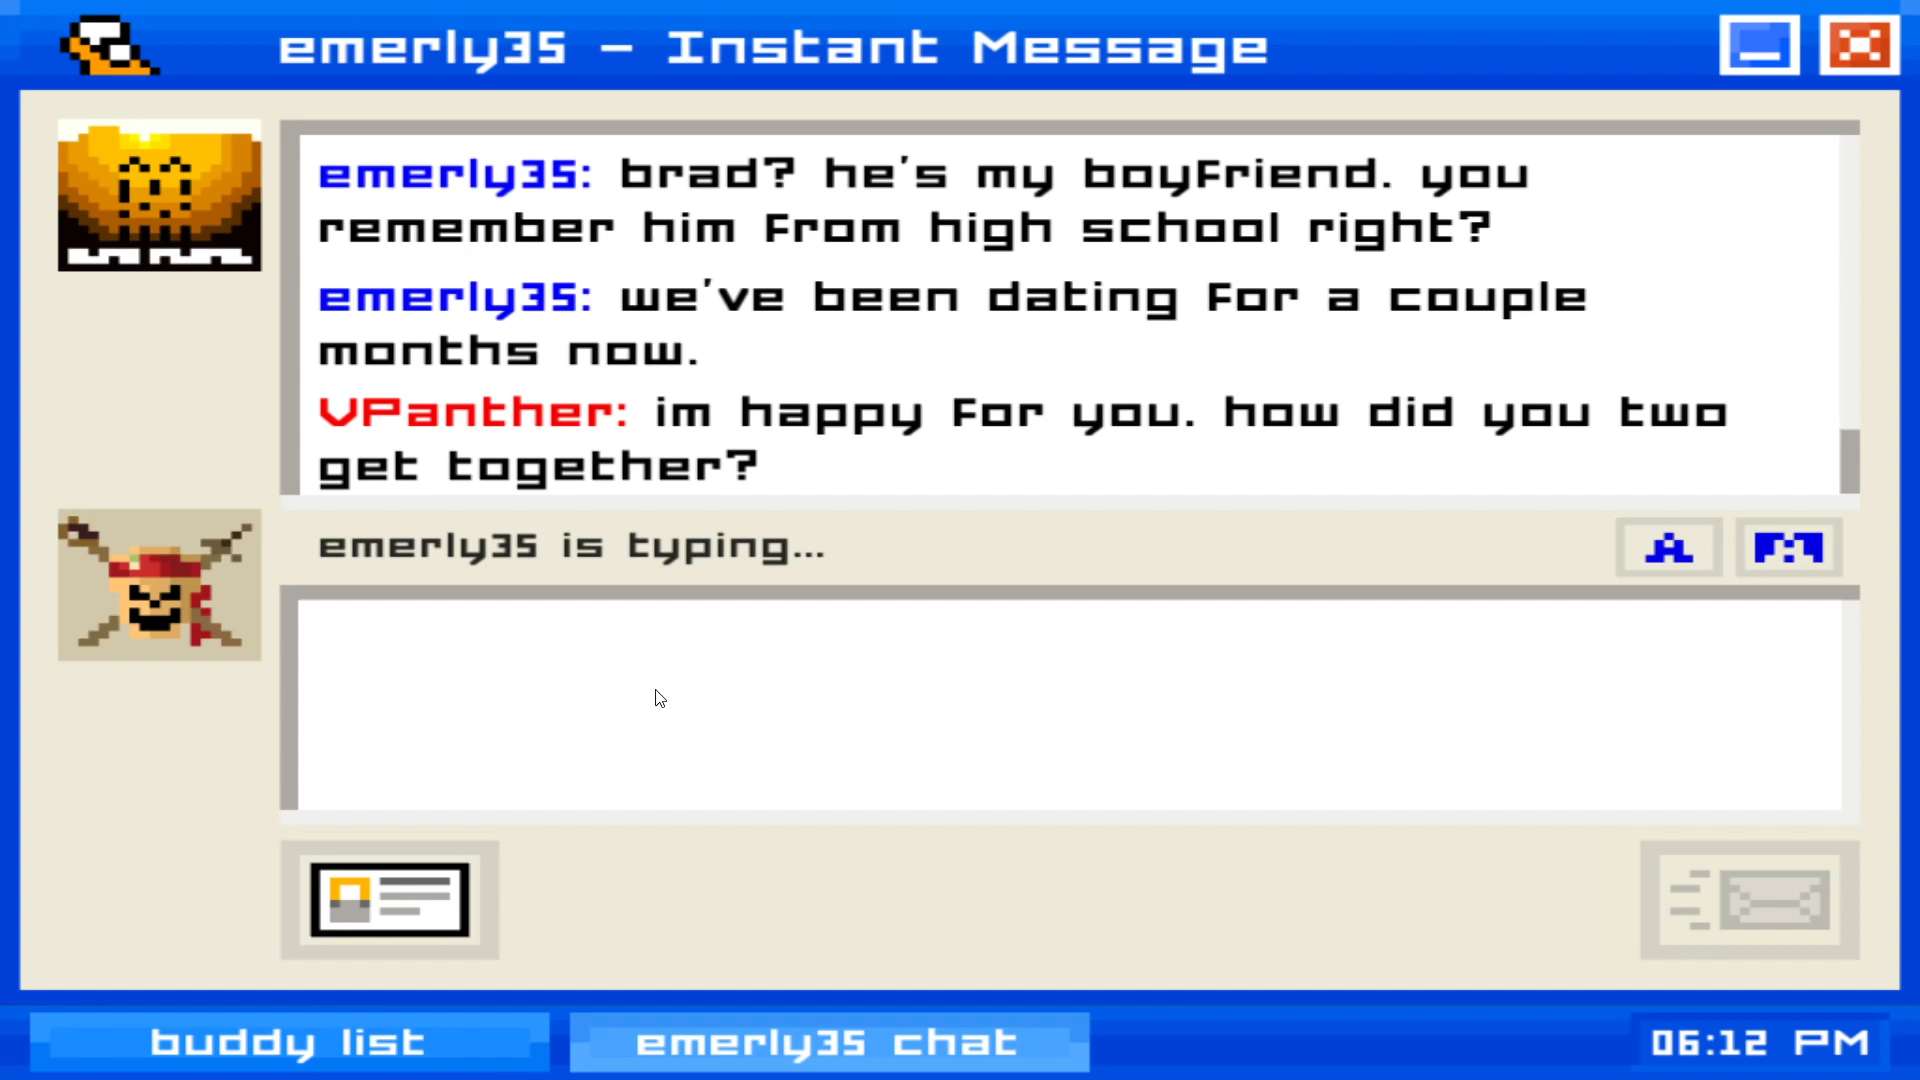 emerly35 - Instant Message
emerly35: brad? he's my boyfriend. you
remember him from high school right?
emerly35: we've been dating for a couple
months now.
VPanther: im happy for you. how did you two
get together?
emerly35 is typing...
A
buddy list
emerly35 chat
06:12 PM